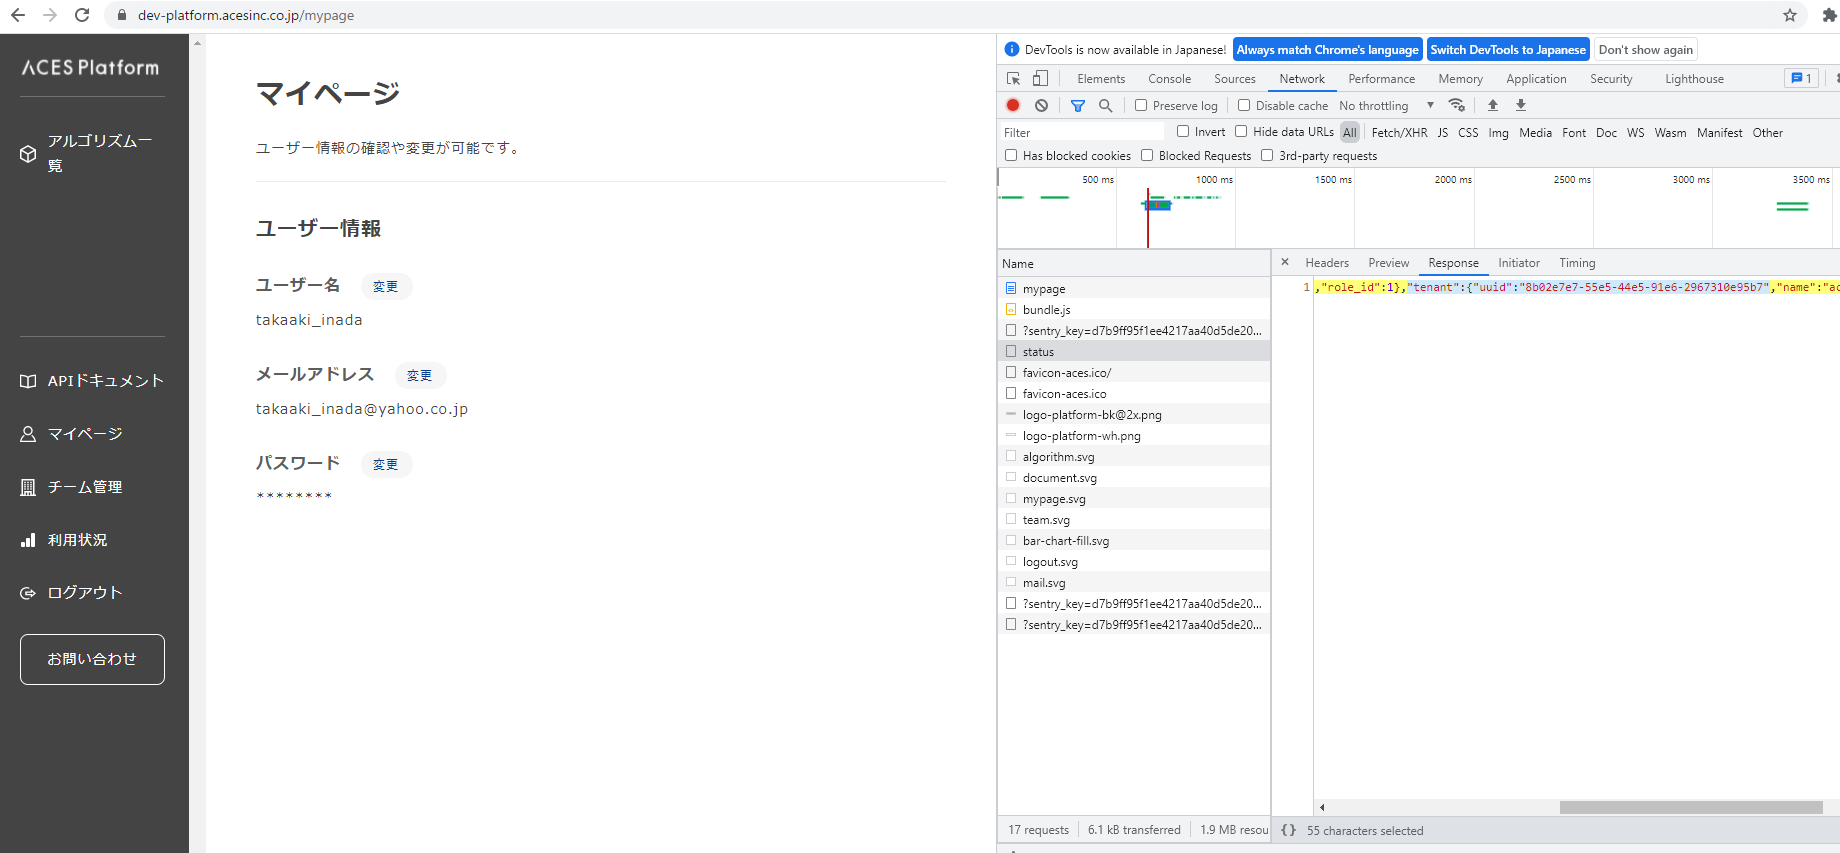 dev-platform.acesinc.co.jp/mypage
ACES Platform
アルゴリズム一
覧
APIドキュメント
マイページ
チーム管理
利用状況
ログアウト
お問い合わせ
マイページ
ユーザー情報の確認や変更が可能です。
ユーザー情報
ユーザー名 変更
takaaki_inada
メールアドレス 変更
takaaki_inada@yahoo.co.jp
パスワード 変更
********
DevTools is now available in Japanese! Always match Chrome's language Switch DevTools to Japanese Don't show again
Elements Console Sources Network Performance Memory Application Security Lighthouse 1
Preserve log Disable cache No throttling
Filter Invert Hide data URLs All Fetch/XHR JS CSS Img Media Font Doc WS Wasm Manifest Other
Has blocked cookies Blocked Requests 3rd-party requests
500 ms 1000 ms 1500 ms 2000 ms 2500 ms 3000 ms 3500 ms
Name
mypage
bundle.js
?sentry_key=d7b9ff95f1ee4217aa40d5de20...
status
favicon-aces.ico/
favicon-aces.ico
logo-platform-bk@2x.png
logo-platform-wh.png
algorithm.svg
document.svg
mypage.svg
team.svg
bar-chart-fill.svg
logout.svg
mail.svg
?sentry_key=d7b9ff95f1ee4217aa40d5de20...
?sentry_key=d7b9ff95f1ee4217aa40d5de20...
17 requests 6.1 kB transferred 1.9 MB resou
× Headers Preview Response Initiator Timing
1 ,"role_id":1},"tenant":{"uuid":"8b02e7e7-55e5-44e5-91e6-2967310e95b7","name":"ac
{} 55 characters selected